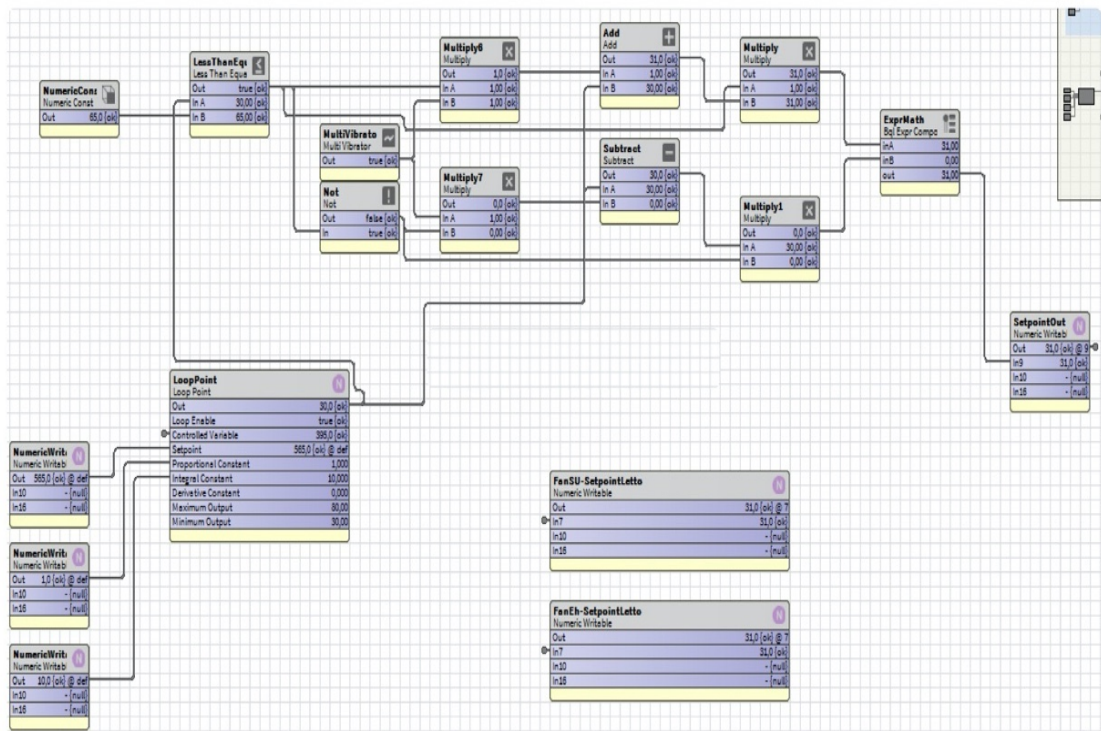 NumericCons
Numeric Const
Out 65,0 {ok}
LessThanEqu
Less Than Equa
Out true {ok}
In A 30,00 {ok}
In B 65,00 {ok}
Multiply6
Multiply
Out 1,0 {ok}
In A 1,00 {ok}
In B 1,00 {ok}
Add
Add
Out 31,0 {ok}
In A 1,00 {ok}
In B 30,00 {ok}
Multiply
Multiply
Out 31,0 {ok}
In A 1,00 {ok}
In B 31,00 {ok}
MultiVibrato
Multi Vibrator
Out true {ok}
Not
Not
Out false {ok}
In true {ok}
Multiply7
Multiply
Out 0,0 {ok}
In A 1,00 {ok}
In B 0,00 {ok}
Subtract
Subtract
Out 30,0 {ok}
In A 30,00 {ok}
In B 0,00 {ok}
Multiply1
Multiply
Out 0,0 {ok}
In A 30,00 {ok}
In B 0,00 {ok}
ExprMath
Bql Expr Compo
inA 31,00
inB 0,00
out 31,00
SetpointOut
Numeric Writabl
Out 31,0 {ok} @ 9
In9 31,0 {ok}
In10 - {null}
In16 - {null}
LoopPoint
Loop Point
Out 30,0 {ok}
Loop Enable true {ok}
Controlled Variable 395,0 {ok}
Setpoint 565,0 {ok} @ def
Proportional Constant 1,000
Integral Constant 10,000
Derivative Constant 0,000
Maximum Output 80,00
Minimum Output 30,00
NumericWrita
Numeric Writab
Out 565,0 {ok} @ def
In10 - {null}
In16 - {null}
NumericWrita
Numeric Writab
Out 1,0 {ok} @ def
In10 - {null}
In16 - {null}
NumericWrita
Numeric Writab
Out 10,0 {ok} @ def
In10 - {null}
In16 - {null}
FanSU-SetpointLetto
Numeric Writable
Out 31,0 {ok} @ 7
In7 31,0 {ok}
In10 - {null}
In16 - {null}
FanEh-SetpointLetto
Numeric Writable
Out 31,0 {ok} @ 7
In7 31,0 {ok}
In10 - {null}
In16 - {null}